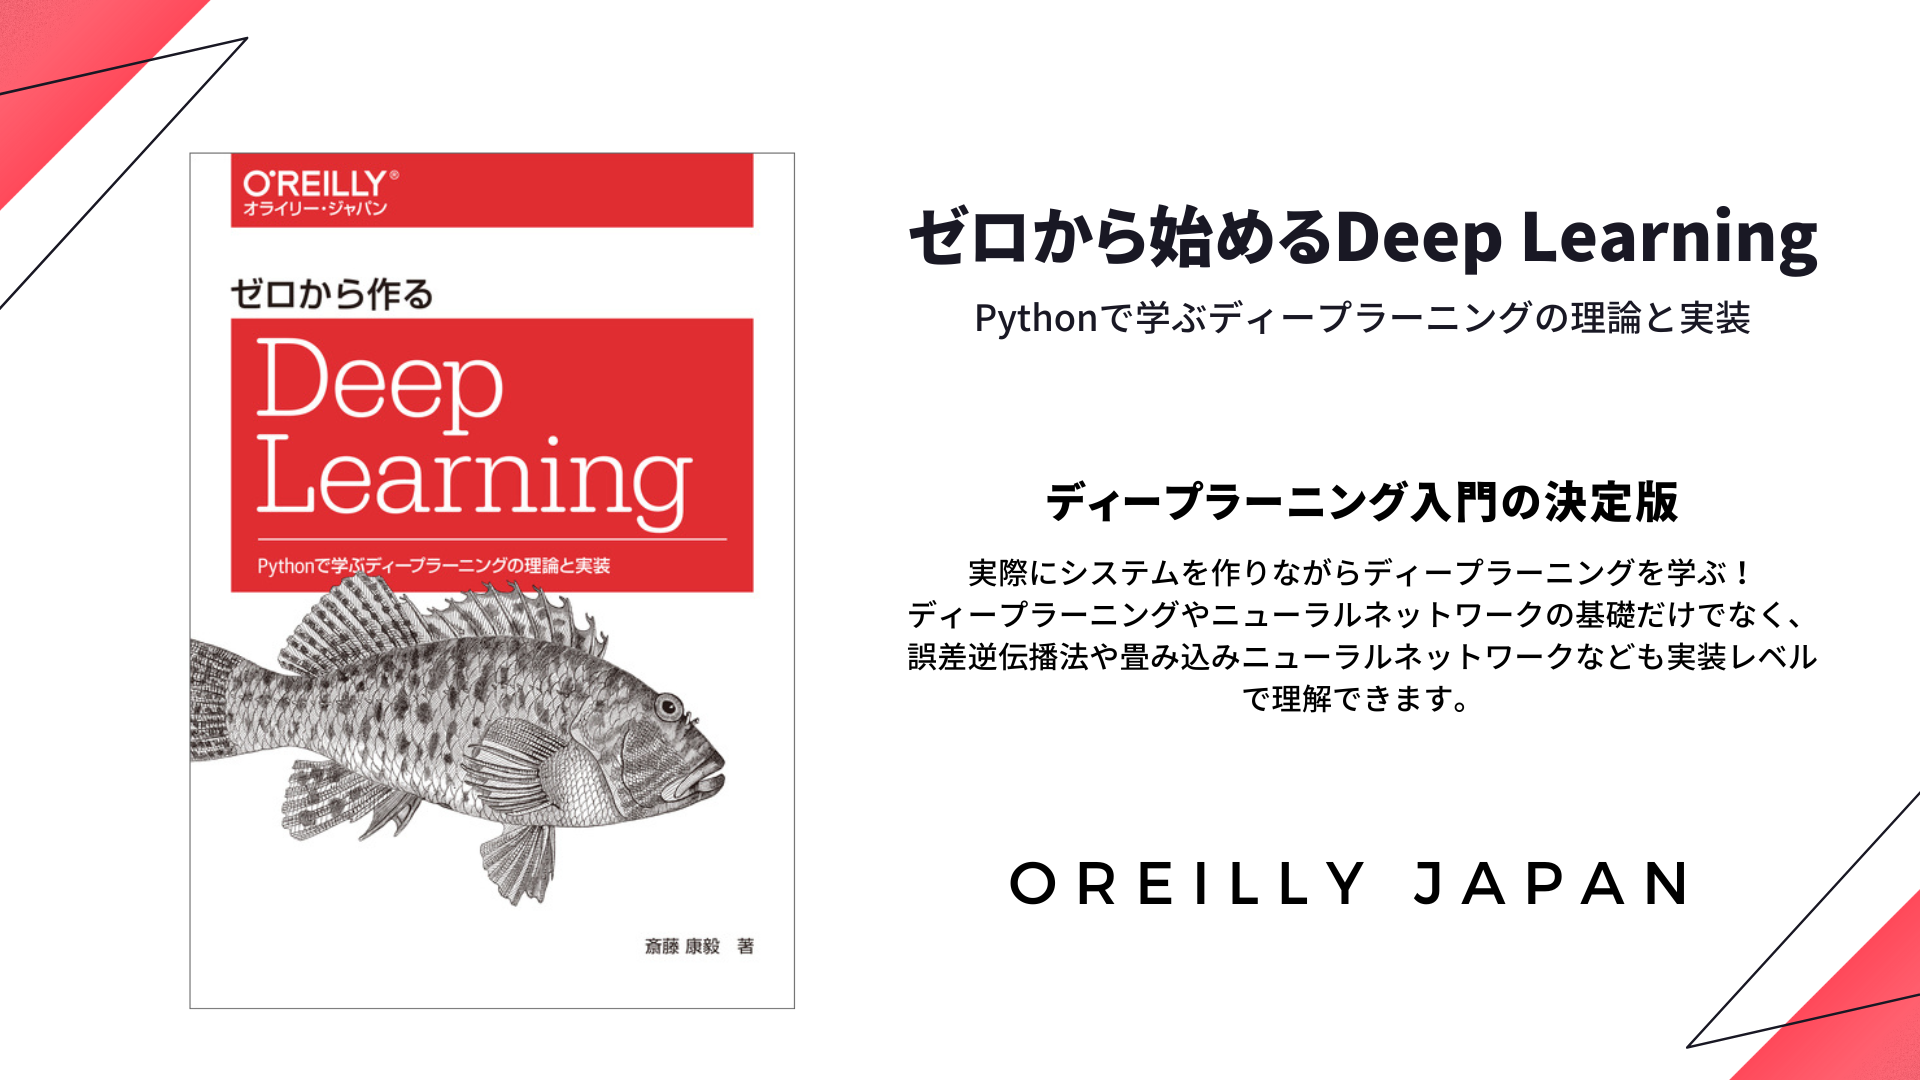 O'REILLY®
オライリー・ジャパン
ゼロから作る
Deep
Learning
Pythonで学ぶディープラーニングの理論と実装
斎藤 康毅 著
ゼロから始めるDeep Learning
Pythonで学ぶディープラーニングの理論と実装
ディープラーニング入門の決定版
実際にシステムを作りながらディープラーニングを学ぶ！
ディープラーニングやニューラルネットワークの基礎だけでなく、
誤差逆伝播法や畳み込みニューラルネットワークなども実装レベル
で理解できます。
OREILLY JAPAN